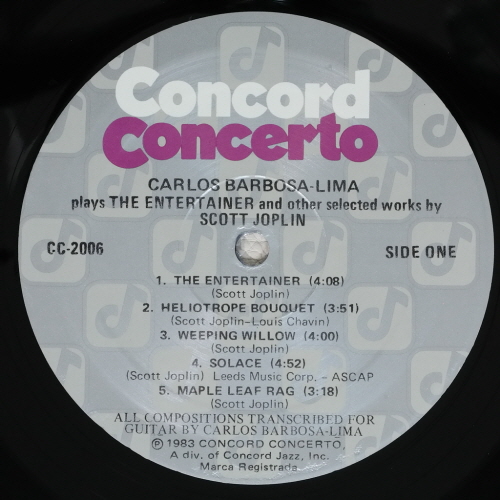 Concord
Concerto
CARLOS BARBOSA-LIMA
plays THE ENTERTAINER and other selected works by
SCOTT JOPLIN
CC-2006 SIDE ONE
1. THE ENTERTAINER (4:08)
(Scott Joplin)
2. HELIOTROPE BOUQUET (3:51)
(Scott Joplin-Louis Chavin)
3. WEEPING WILLOW (4:00)
(Scott Joplin)
4. SOLACE (4:52)
(Scott Joplin) Leeds Music Corp. - ASCAP
5. MAPLE LEAF RAG (3:18)
(Scott Joplin)
ALL COMPOSITIONS TRANSCRIBED FOR
GUITAR BY CARLOS BARBOSA-LIMA
Ⓟ 1983 CONCORD CONCERTO,
A div. of Concord Jazz, Inc.
Marca Registrada